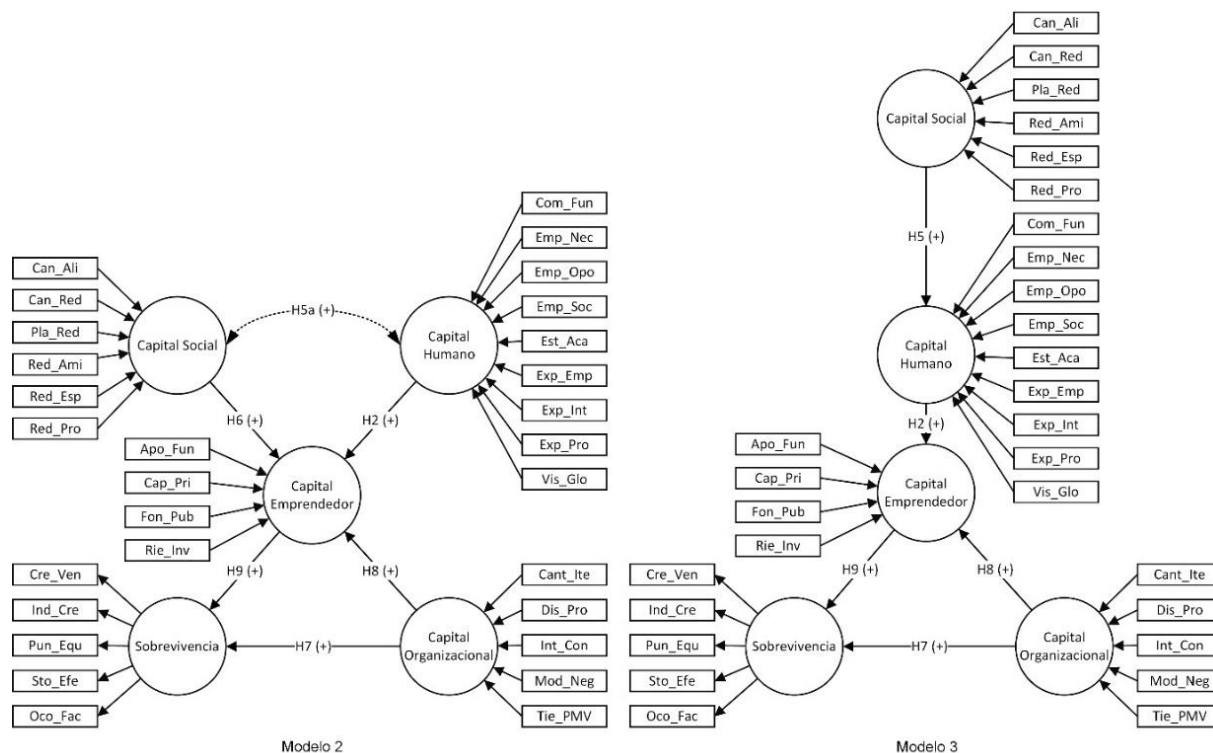 Can_Ali
Can_Red
Pla_Red
Red_Ami
Red_Esp
Red_Pro
Capital Social
H5a (+)
Com_Fun
Emp_Nec
Emp_Opo
Emp_Soc
Est_Aca
Exp_Emp
Exp_Int
Exp_Pro
Vis_Glo
Capital
Humano
H6 (+)
H2 (+)
Apo_Fun
Cap_Pri
Fon_Pub
Rie_Inv
Capital
Emprendedor
H9 (+)
H8 (+)
Cre_Ven
Ind_Cre
Pun_Equ
Sto_Efe
Oco_Fac
Sobrevivencia
H7 (+)
Capital
Organizacional
Cant_Ite
Dis_Pro
Int_Con
Mod_Neg
Tie_PMV
Modelo 2
Capital Social
Can_Ali
Can_Red
Pla_Red
Red_Ami
Red_Esp
Red_Pro
H5 (+)
Capital
Humano
Com_Fun
Emp_Nec
Emp_Opo
Emp_Soc
Est_Aca
Exp_Emp
Exp_Int
Exp_Pro
Vis_Glo
H2 (+)
Apo_Fun
Cap_Pri
Fon_Pub
Rie_Inv
Capital
Emprendedor
H9 (+)
H8 (+)
Cre_Ven
Ind_Cre
Pun_Equ
Sto_Efe
Oco_Fac
Sobrevivencia
H7 (+)
Capital
Organizacional
Cant_Ite
Dis_Pro
Int_Con
Mod_Neg
Tie_PMV
Modelo 3